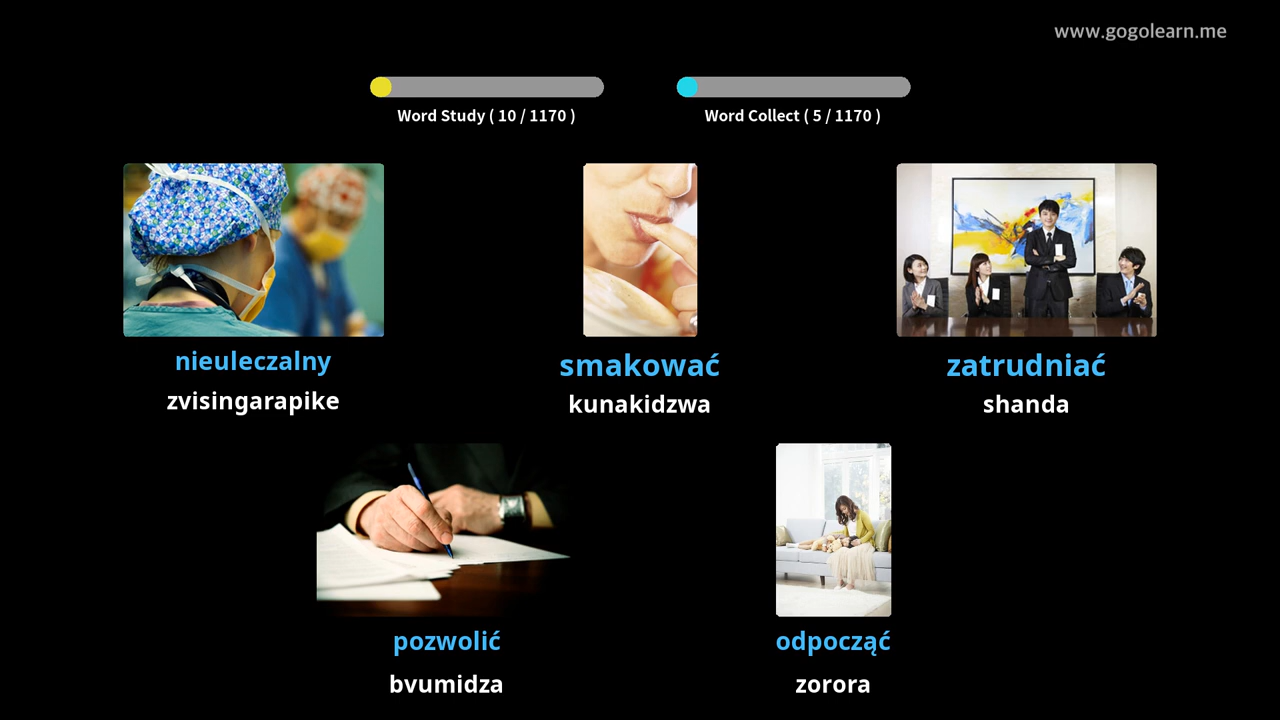 www.gogolearn.me
Word Study ( 10 / 1170 )
Word Collect ( 5 / 1170 )
nieuleczalny
zvisingarapike
smakować
kunakidzwa
zatrudniać
shanda
pozwolić
bvumidza
odpocząć
zorora